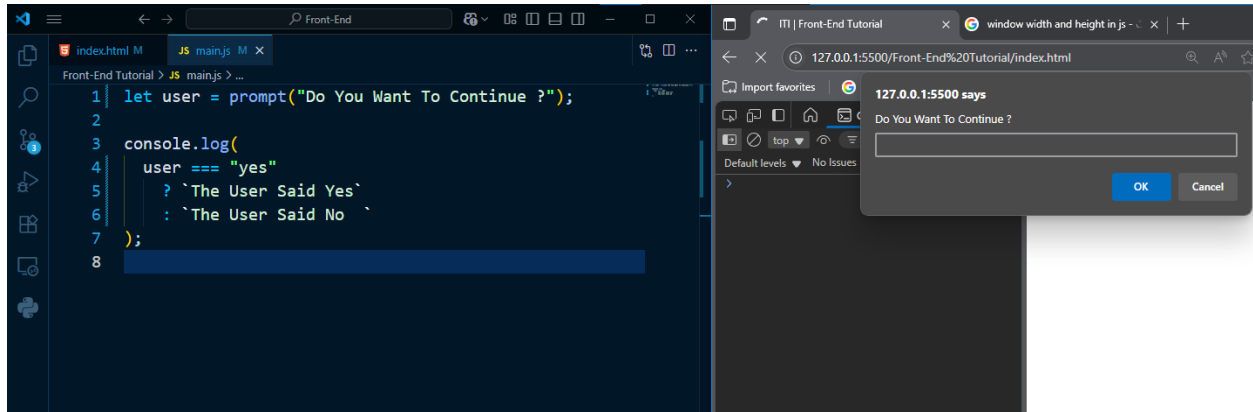 Front-End
index.html M
JS main.js M
Front-End Tutorial > JS main.js > ...
1 let user = prompt("Do You Want To Continue ?");
2
3 console.log(
4 user === "yes"
5 ? `The User Said Yes`
6 : `The User Said No  `
7 );
8
3
ITI | Front-End Tutorial
window width and height in js -
127.0.0.1:5500/Front-End%20Tutorial/index.html
Import favorites
127.0.0.1:5500 says
Do You Want To Continue ?
OK
Cancel
top
Default levels
No Issues